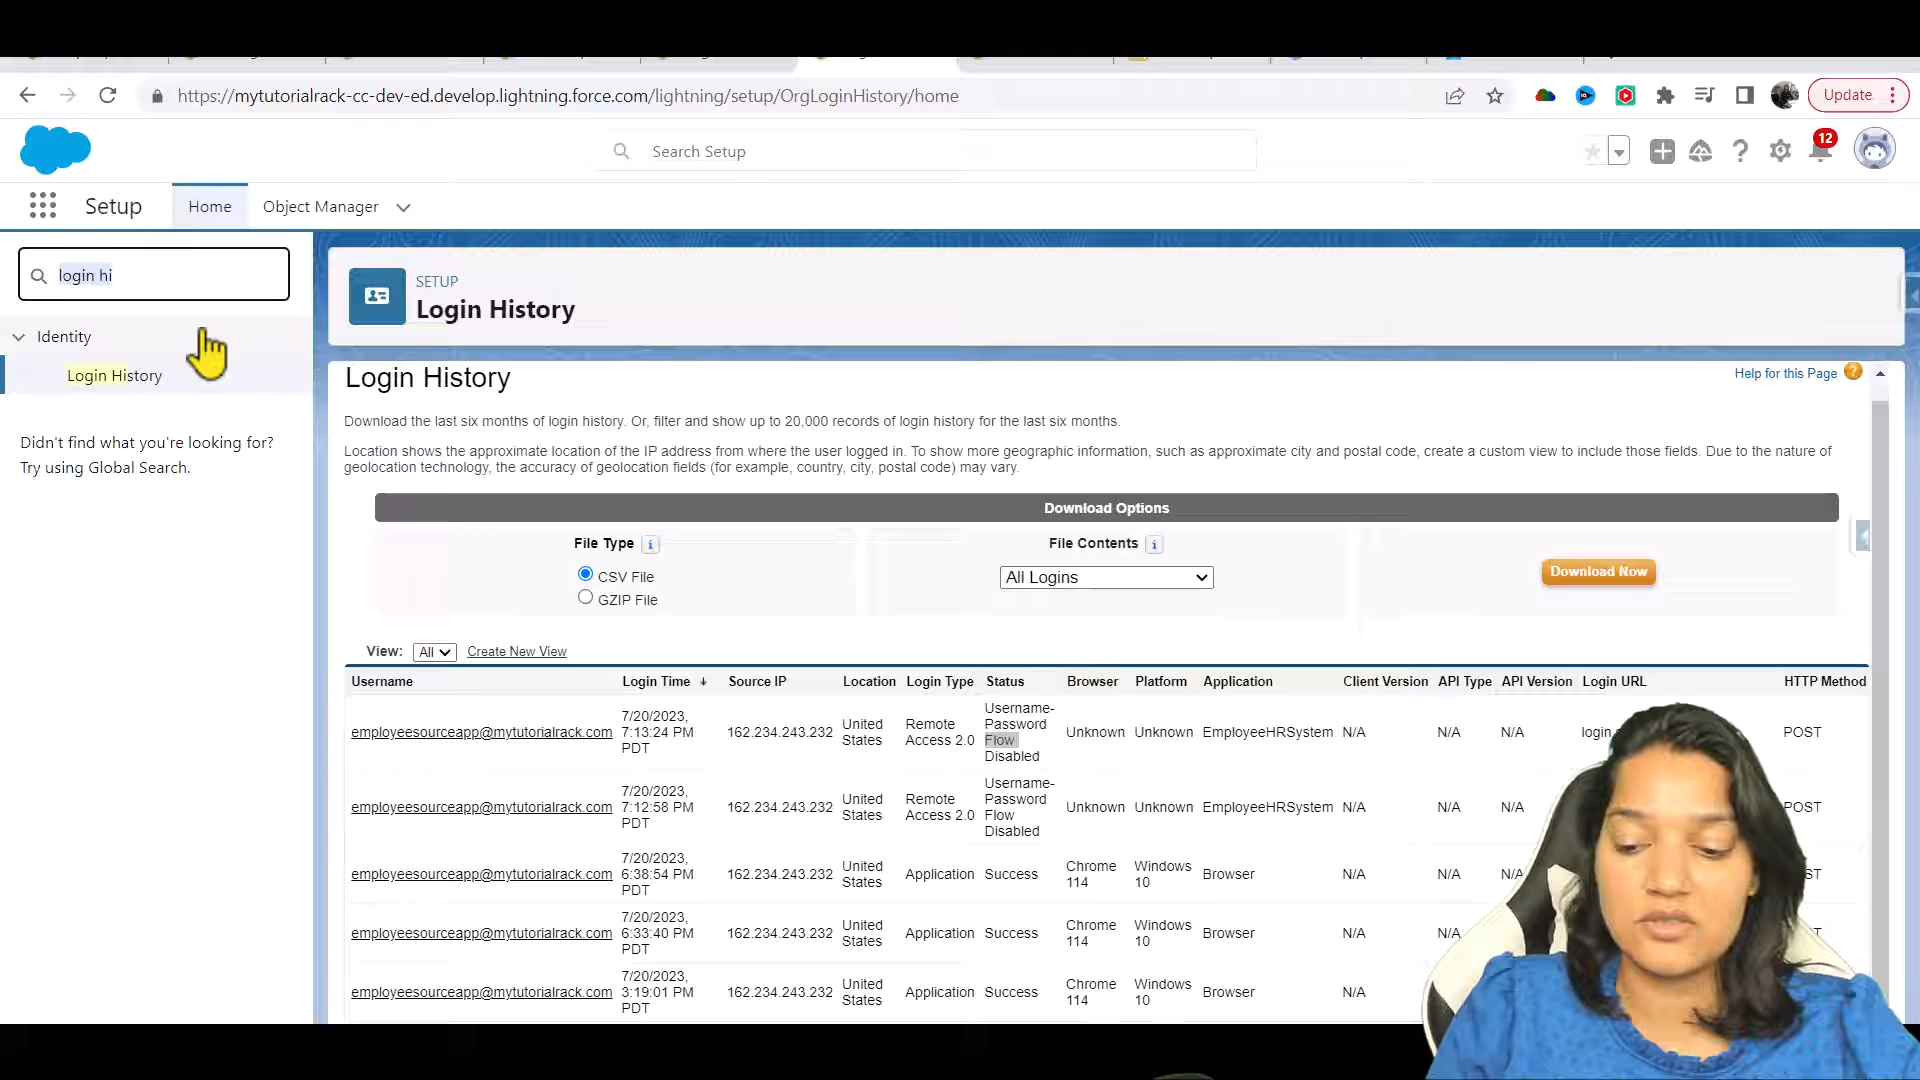 https://mytutorialrack-cc-dev-ed.develop.lightning.force.com/lightning/setup/OrgLoginHistory/home
Update
Search Setup
12
Setup
Home
Object Manager
login hi
Identity
Login History
Didn't find what you're looking for?
Try using Global Search.
SETUP
Login History
Login History
Help for this Page
Download the last six months of login history. Or, filter and show up to 20,000 records of login history for the last six months.
Location shows the approximate location of the IP address from where the user logged in. To show more geographic information, such as approximate city and postal code, create a custom view to include those fields. Due to the nature of
geolocation technology, the accuracy of geolocation fields (for example, country, city, postal code) may vary.
Download Options
File Type
CSV File
GZIP File
File Contents
All Logins
Download Now
View: All Create New View
Username Login Time Source IP Location Login Type Status Browser Platform Application Client Version API Type API Version Login URL HTTP Method
employeesourceapp@mytutorialrack.com
7/20/2023,
7:13:24 PM
PDT
162.234.243.232
United
States
Remote
Access 2.0
Username-
Password
Flow
Disabled
Unknown Unknown EmployeeHRSystem N/A N/A N/A login POST
employeesourceapp@mytutorialrack.com
7/20/2023,
7:12:58 PM
PDT
162.234.243.232
United
States
Remote
Access 2.0
Username-
Password
Flow
Disabled
Unknown Unknown EmployeeHRSystem N/A N/A N/A POST
employeesourceapp@mytutorialrack.com
7/20/2023,
6:38:54 PM
PDT
162.234.243.232
United
States
Application Success
Chrome
114
Windows
10
Browser N/A N/A N/A
employeesourceapp@mytutorialrack.com
7/20/2023,
6:33:40 PM
PDT
162.234.243.232
United
States
Application Success
Chrome
114
Windows
10
Browser N/A N/A
employeesourceapp@mytutorialrack.com
7/20/2023,
3:19:01 PM
PDT
162.234.243.232
United
States
Application Success
Chrome
114
Windows
10
Browser N/A